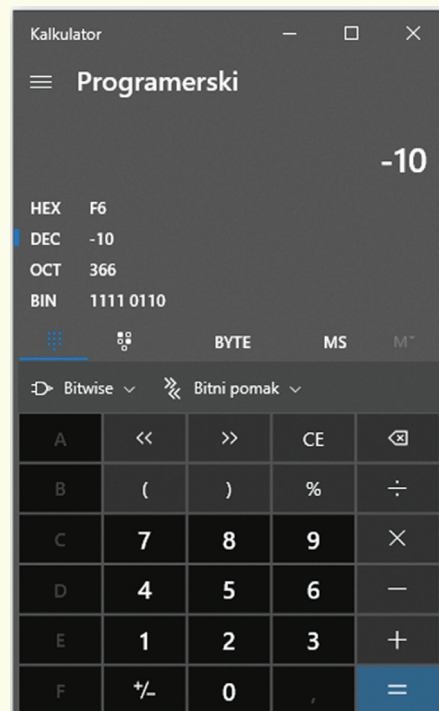 Kalkulator
Programerski
-10
HEX F6
DEC -10
OCT 366
BIN 1111 0110
BYTE MS M˅
Bitwise Bitni pomak
A << >> CE
B ( ) % ÷
C 7 8 9 ×
D 4 5 6 −
E 1 2 3 +
F +/− 0 , =